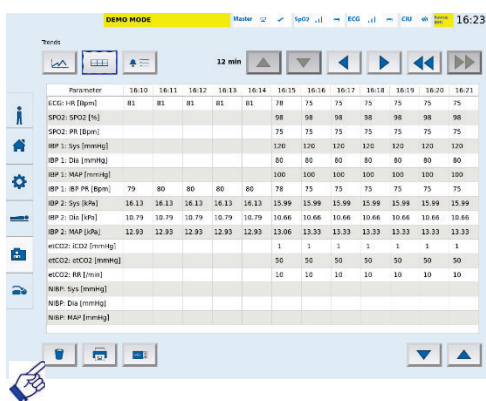 DEMO MODE Master SpO2 ECG CIU 16:23
Trends
12 min
Parameter 16:10 16:11 16:12 16:13 16:14 16:15 16:16 16:17 16:18 16:19 16:20 16:21
ECG: HR [Bpm] 81 81 81 81 81 78 75 75 75 75 75 75
SPO2: SPO2 [%] 98 98 98 98 98 98 98
SPO2: PR [Bpm] 75 75 75 75 75 75 75
IBP 1: Sys [mmHg] 120 120 120 120 120 120 120
IBP 1: Dia [mmHg] 80 80 80 80 80 80 80
IBP 1: MAP [mmHg] 100 100 100 100 100 100 100
IBP 1: IBP PR [Bpm] 79 80 80 80 80 78 75 75 75 75 75 75
IBP 2: Sys [kPa] 16.13 16.13 16.13 16.13 16.13 15.99 15.99 15.99 15.99 15.99 15.99 15.99
IBP 2: Dia [kPa] 10.79 10.79 10.79 10.79 10.79 10.66 10.66 10.66 10.66 10.66 10.66 10.66
IBP 2: MAP [kPa] 12.93 12.93 12.93 12.93 13.06 13.33 13.33 13.33 13.33 13.33 13.33
etCO2: iCO2 [mmHg] 1 1 1 1 1 1 1
etCO2: etCO2 [mmHg] 50 50 50 50 50 50 50
etCO2: RR [/min] 10 10 10 10 10 10 10
NIBP: Sys [mmHg]
NIBP: Dia [mmHg]
NIBP: MAP [mmHg]